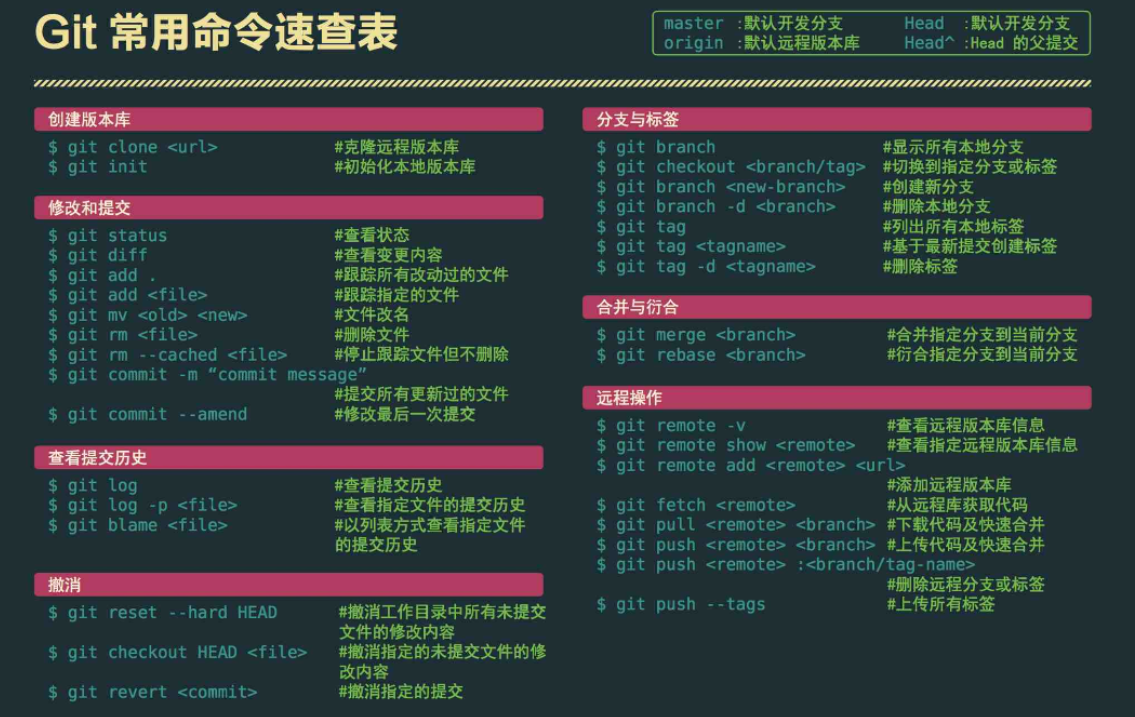 Git 常用命令速查表
master :默认开发分支 Head :默认开发分支
origin :默认远程版本库 Head^ :Head 的父提交
创建版本库
$ git clone <url> #克隆远程版本库
$ git init #初始化本地版本库
修改和提交
$ git status #查看状态
$ git diff #查看变更内容
$ git add . #跟踪所有改动过的文件
$ git add <file> #跟踪指定的文件
$ git mv <old> <new> #文件改名
$ git rm <file> #删除文件
$ git rm --cached <file> #停止跟踪文件但不删除
$ git commit -m “commit message”
#提交所有更新过的文件
$ git commit --amend #修改最后一次提交
查看提交历史
$ git log #查看提交历史
$ git log -p <file> #查看指定文件的提交历史
$ git blame <file> #以列表方式查看指定文件
的提交历史
撤消
$ git reset --hard HEAD #撤消工作目录中所有未提交
文件的修改内容
$ git checkout HEAD <file> #撤消指定的未提交文件的修
改内容
$ git revert <commit> #撤消指定的提交
分支与标签
$ git branch #显示所有本地分支
$ git checkout <branch/tag> #切换到指定分支或标签
$ git branch <new-branch> #创建新分支
$ git branch -d <branch> #删除本地分支
$ git tag #列出所有本地标签
$ git tag <tagname> #基于最新提交创建标签
$ git tag -d <tagname> #删除标签
合并与衍合
$ git merge <branch> #合并指定分支到当前分支
$ git rebase <branch> #衍合指定分支到当前分支
远程操作
$ git remote -v #查看远程版本库信息
$ git remote show <remote> #查看指定远程版本库信息
$ git remote add <remote> <url>
#添加远程版本库
$ git fetch <remote> #从远程库获取代码
$ git pull <remote> <branch> #下载代码及快速合并
$ git push <remote> <branch> #上传代码及快速合并
$ git push <remote> :<branch/tag-name>
#删除远程分支或标签
$ git push --tags #上传所有标签